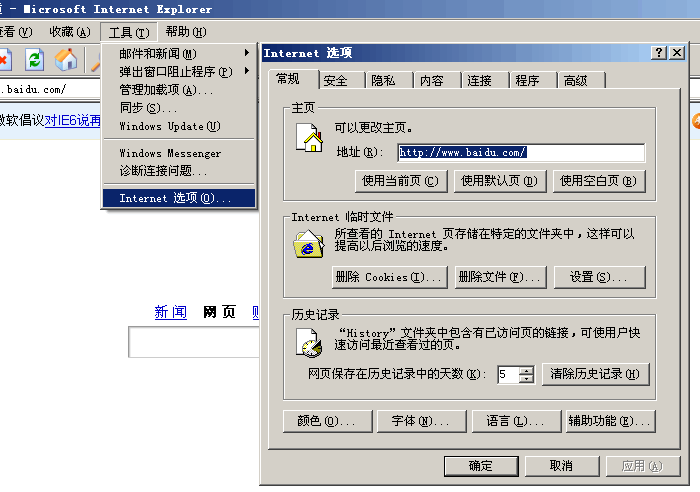 - Microsoft Internet Explorer
查看(V) 收藏(A) 工具(T) 帮助(H)
.baidu.com/
微软倡议对IE6说再
邮件和新闻(M)
弹出窗口阻止程序(P)
管理加载项(A)...
同步(S)...
Windows Update(U)
Windows Messenger
诊断连接问题...
Internet 选项(O)...
新闻 网页
Internet 选项
常规 安全 隐私 内容 连接 程序 高级
主页
可以更改主页。
地址(R): http://www.baidu.com/
使用当前页(C) 使用默认页(D) 使用空白页(B)
Internet 临时文件
所查看的 Internet 页存储在特定的文件夹中，这样可以
提高以后浏览的速度。
删除 Cookies(I)... 删除文件(F)... 设置(S)...
历史记录
“History”文件夹中包含有已访问页的链接，可使用户快
速访问最近查看过的页。
网页保存在历史记录中的天数(K): 5 清除历史记录(H)
颜色(O)... 字体(N)... 语言(L)... 辅助功能(E)...
确定 取消 应用(A)